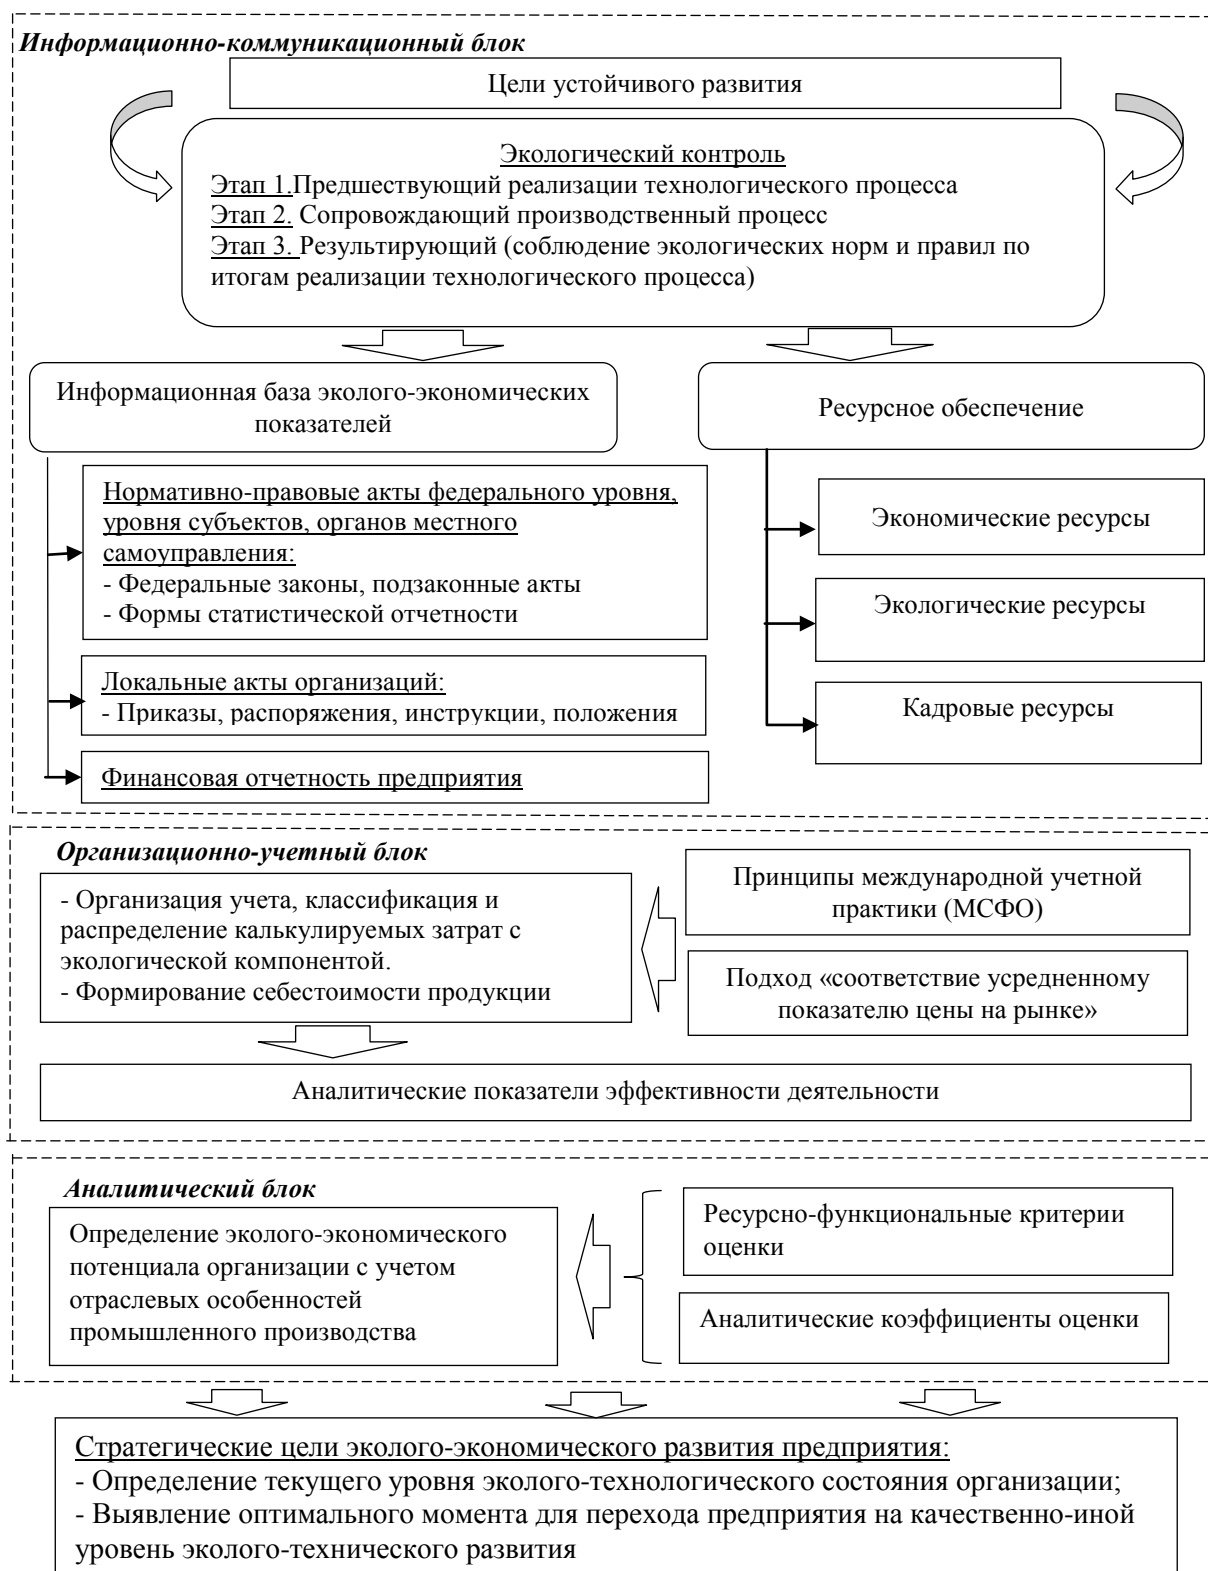 Информационно-коммуникационный блок
Цели устойчивого развития
Экологический контроль
Этап 1.Предшествующий реализации технологического процесса
Этап 2. Сопровождающий производственный процесс
Этап 3. Результирующий (соблюдение экологических норм и правил по
итогам реализации технологического процесса)
Информационная база эколого-экономических
показателей
Ресурсное обеспечение
Нормативно-правовые акты федерального уровня,
уровня субъектов, органов местного
самоуправления:
- Федеральные законы, подзаконные акты
- Формы статистической отчетности
Локальные акты организаций:
- Приказы, распоряжения, инструкции, положения
Финансовая отчетность предприятия
Экономические ресурсы
Экологические ресурсы
Кадровые ресурсы
Организационно-учетный блок
- Организация учета, классификация и
распределение калькулируемых затрат с
экологической компонентой.
- Формирование себестоимости продукции
Принципы международной учетной
практики (МСФО)
Подход «соответствие усредненному
показателю цены на рынке»
Аналитические показатели эффективности деятельности
Аналитический блок
Определение эколого-экономического
потенциала организации с учетом
отраслевых особенностей
промышленного производства
Ресурсно-функциональные критерии
оценки
Аналитические коэффициенты оценки
Стратегические цели эколого-экономического развития предприятия:
- Определение текущего уровня эколого-технологического состояния организации;
- Выявление оптимального момента для перехода предприятия на качественно-иной
уровень эколого-технического развития